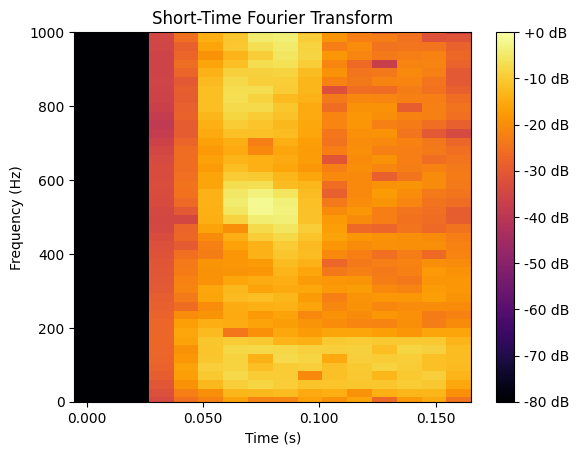 Short-Time Fourier Transform
Frequency (Hz)
1000
800
600
400
200
0
0.000
0.050
0.100
0.150
Time (s)
+0 dB
-10 dB
-20 dB
-30 dB
-40 dB
-50 dB
-60 dB
-70 dB
-80 dB